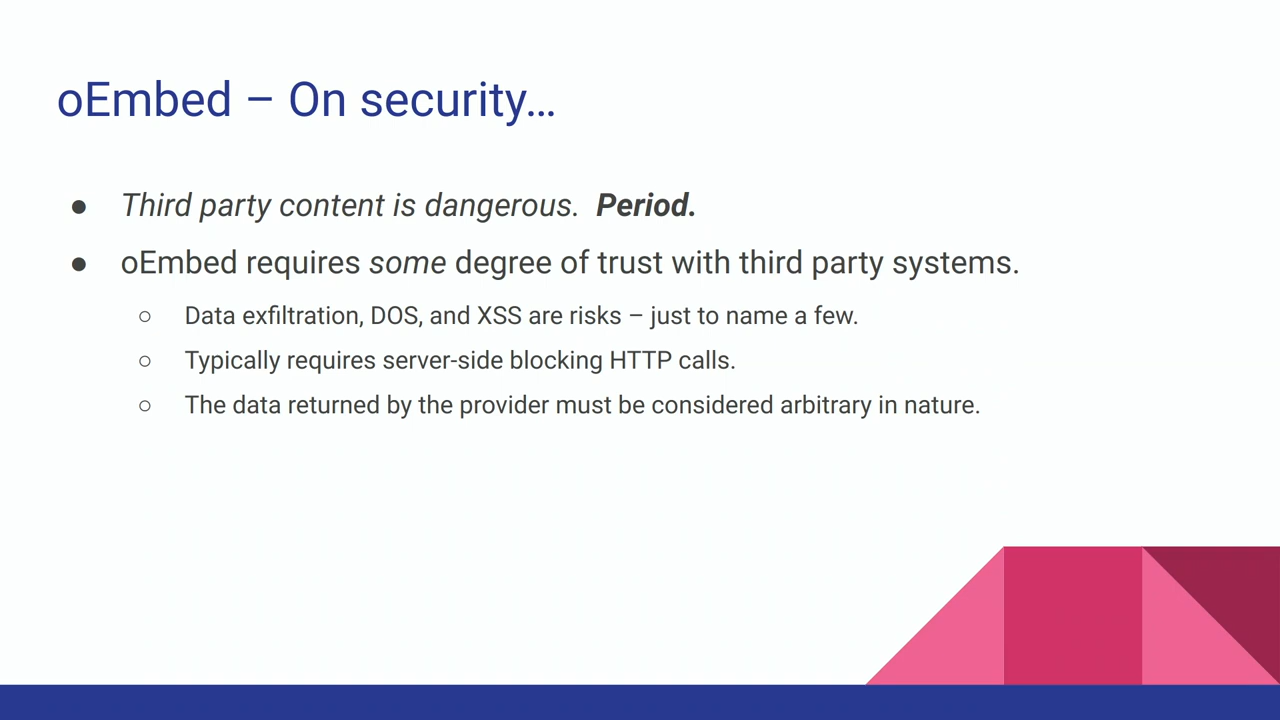 oEmbed – On security…
● Third party content is dangerous.  Period.
● oEmbed requires some degree of trust with third party systems.
○ Data exfiltration, DOS, and XSS are risks – just to name a few.
○ Typically requires server-side blocking HTTP calls.
○ The data returned by the provider must be considered arbitrary in nature.